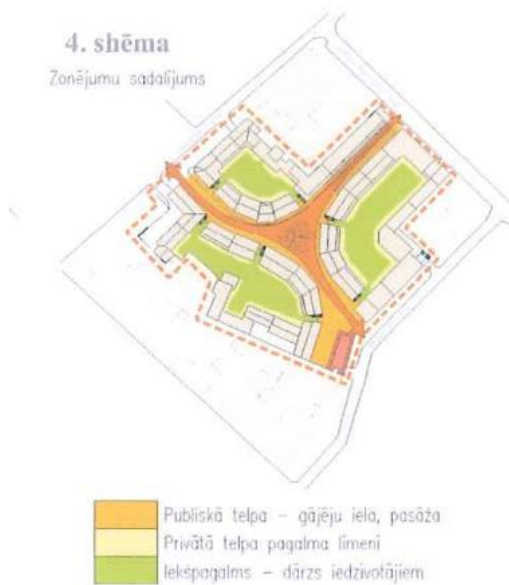 4. shēma
Zonējumu sadalījums
Publiskā telpa – gājēju iela, pasāža
Privātā telpa pagalma līmenī
Iekšpagalms – dārzs iedzīvotājiem